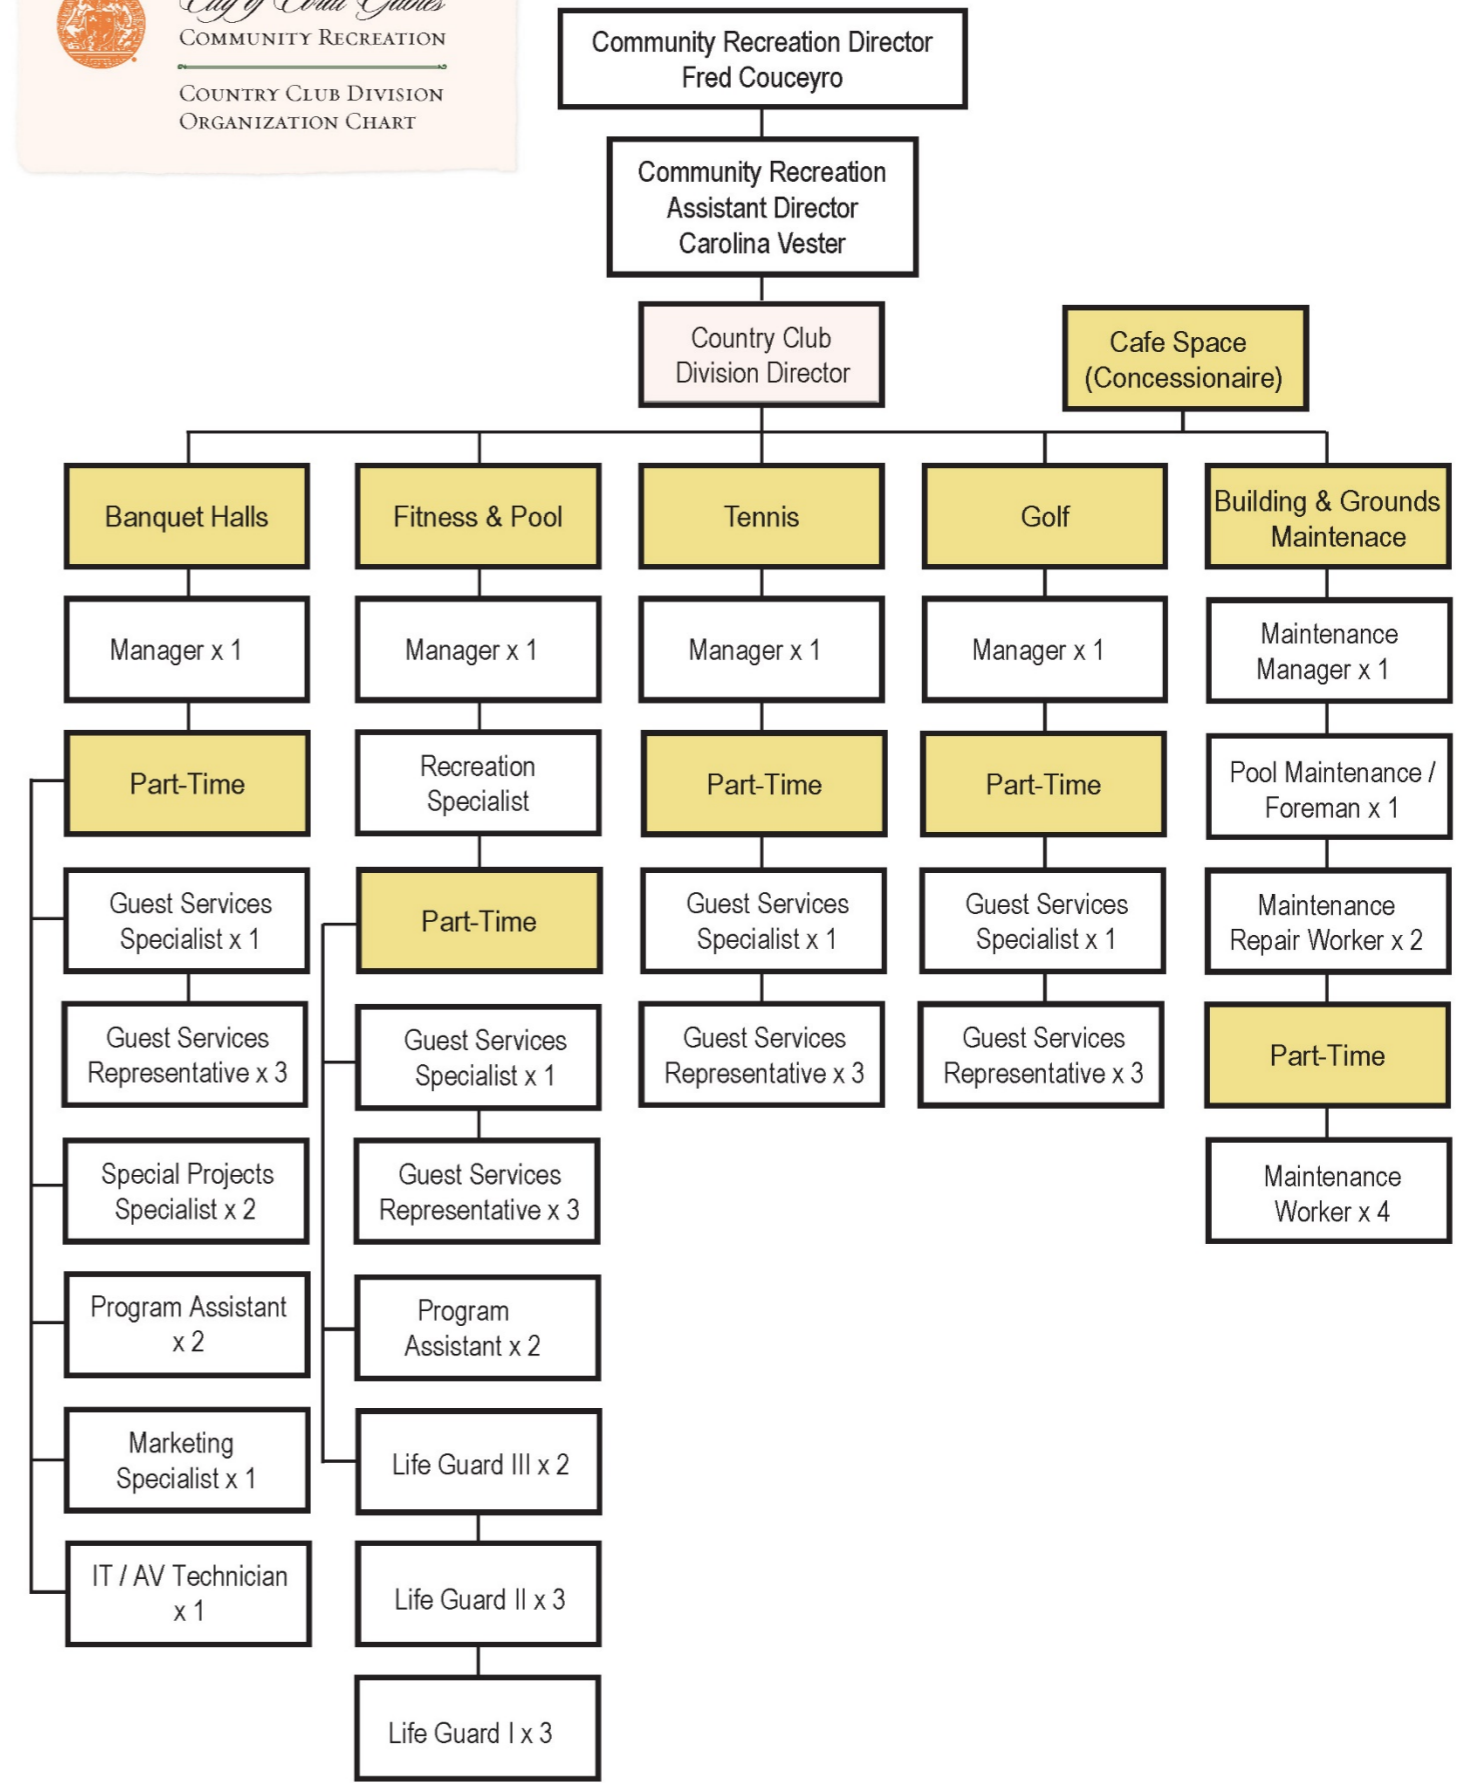 City of Coral Gables
COMMUNITY RECREATION
COUNTRY CLUB DIVISION
ORGANIZATION CHART
Community Recreation Director
Fred Couceyro
Community Recreation
Assistant Director
Carolina Vester
Country Club
Division Director
Cafe Space
(Concessionaire)
Banquet Halls
Manager x 1
Part-Time
Guest Services
Specialist x 1
Guest Services
Representative x 3
Special Projects
Specialist x 2
Program Assistant
x 2
Marketing
Specialist x 1
IT / AV Technician
x 1
Fitness & Pool
Manager x 1
Recreation
Specialist
Part-Time
Guest Services
Specialist x 1
Guest Services
Representative x 3
Program
Assistant x 2
Life Guard III x 2
Life Guard II x 3
Life Guard I x 3
Tennis
Manager x 1
Part-Time
Guest Services
Specialist x 1
Guest Services
Representative x 3
Golf
Manager x 1
Part-Time
Guest Services
Specialist x 1
Guest Services
Representative x 3
Building & Grounds
Maintenace
Maintenance
Manager x 1
Pool Maintenance /
Foreman x 1
Maintenance
Repair Worker x 2
Part-Time
Maintenance
Worker x 4